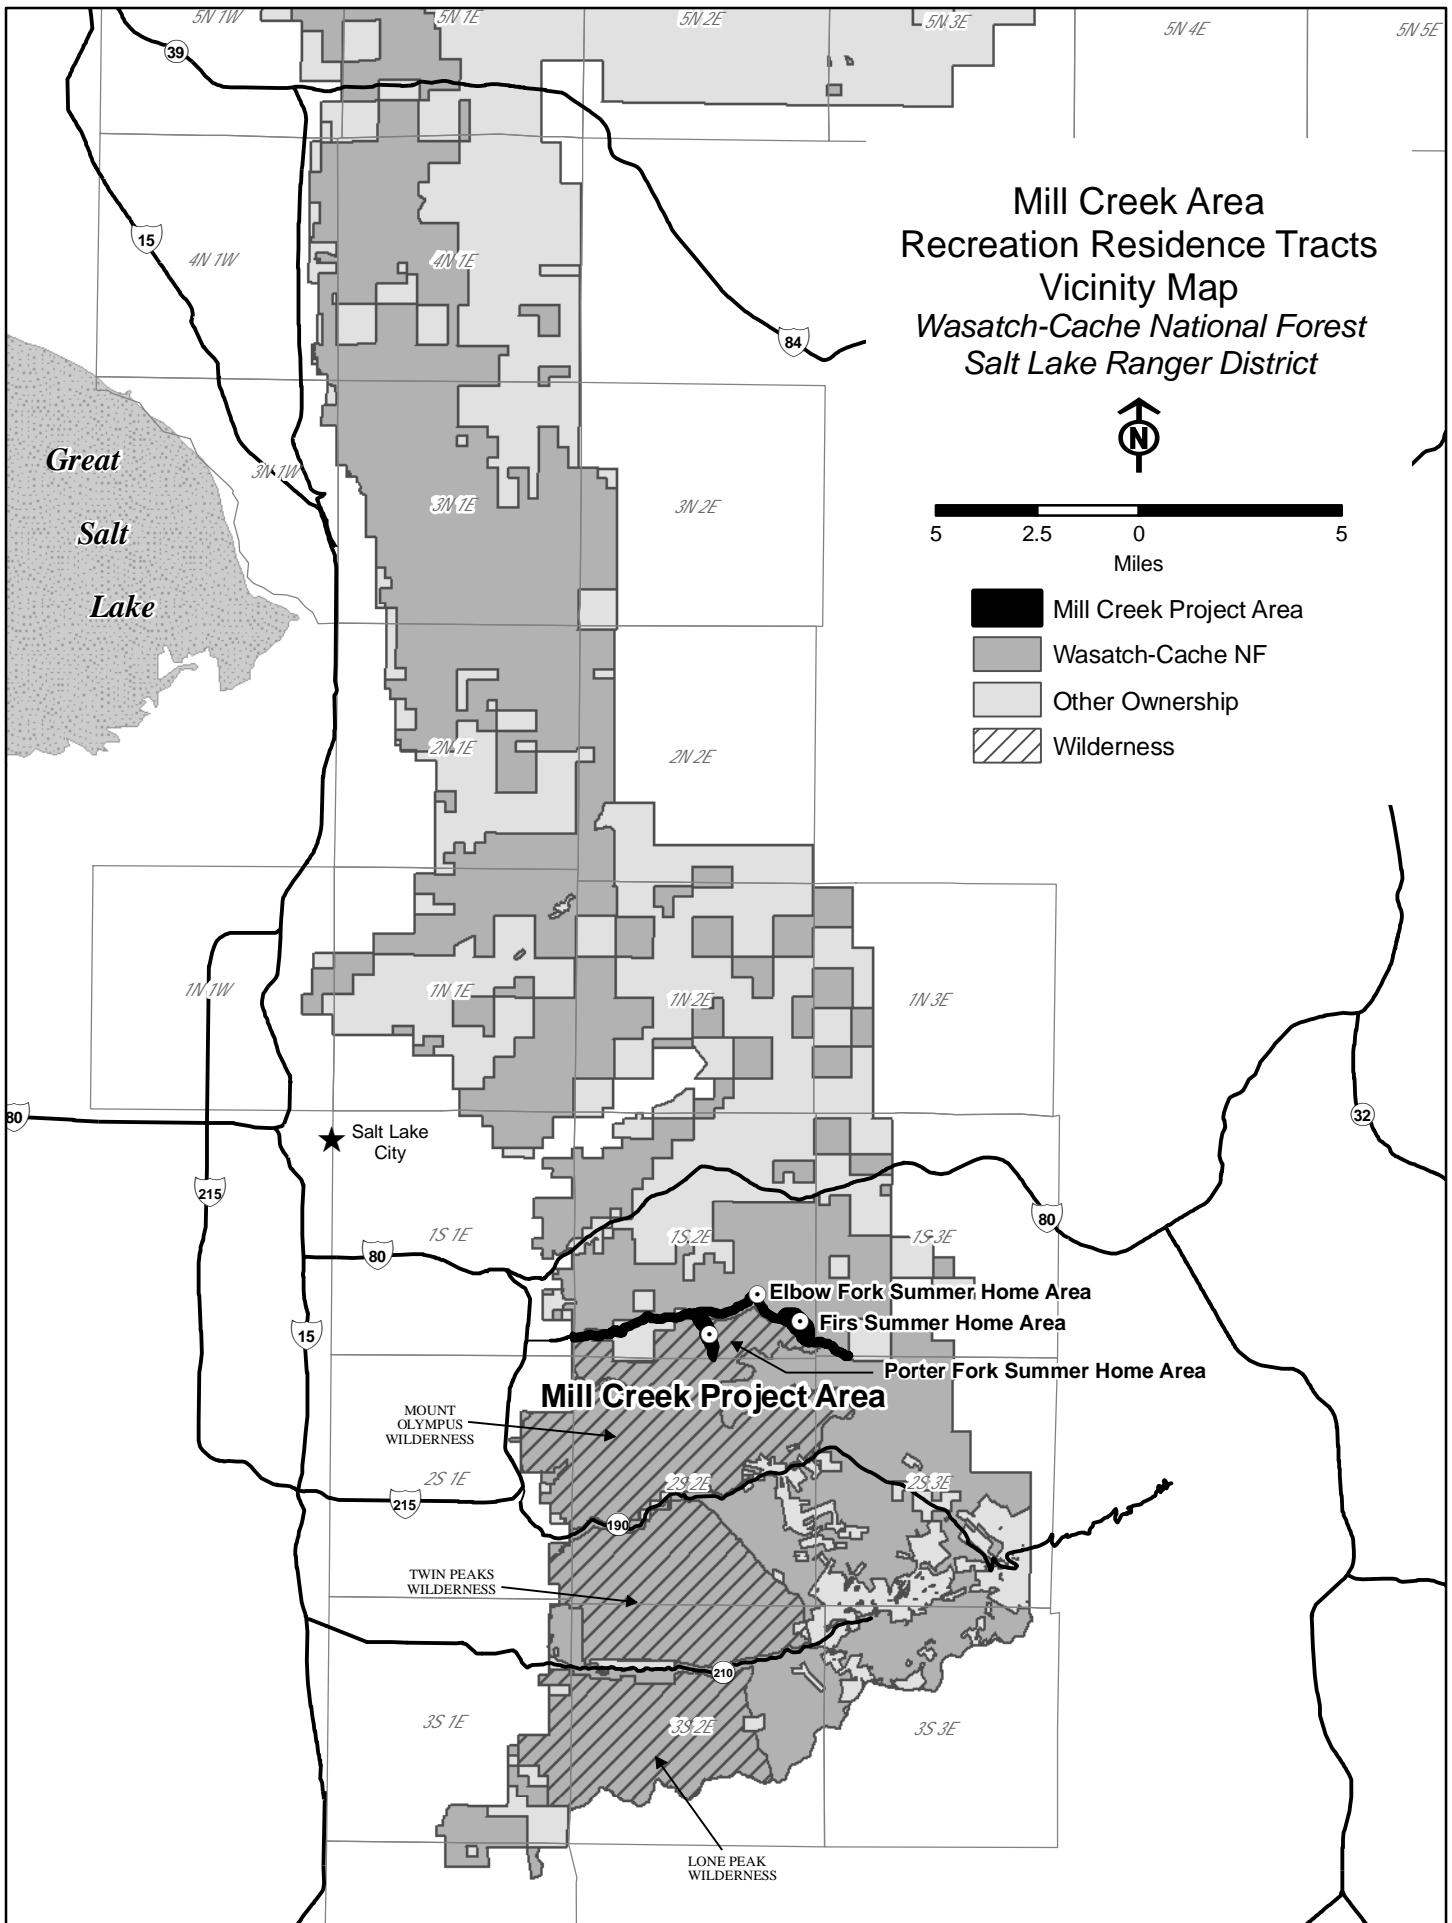 5N 1W
5N 1E
5N 2E
5N 3E
5N 4E
5N 5E
39
15
4N 1W
4N 1E
84
Mill Creek Area
Recreation Residence Tracts
Vicinity Map
Wasatch-Cache National Forest
Salt Lake Ranger District
N
5
2.5
0
5
Miles
Mill Creek Project Area
Wasatch-Cache NF
Other Ownership
Wilderness
Great
Salt
Lake
3N 1W
3N 1E
3N 2E
2N 1E
2N 2E
1N 1W
1N 1E
1N 2E
1N 3E
80
Salt Lake
City
32
215
80
1S 1E
80
1S 2E
1S 3E
15
Elbow Fork Summer Home Area
Firs Summer Home Area
Porter Fork Summer Home Area
Mill Creek Project Area
MOUNT
OLYMPUS
WILDERNESS
2S 1E
215
2S 2E
2S 3E
190
TWIN PEAKS
WILDERNESS
210
3S 1E
3S 2E
3S 3E
LONE PEAK
WILDERNESS